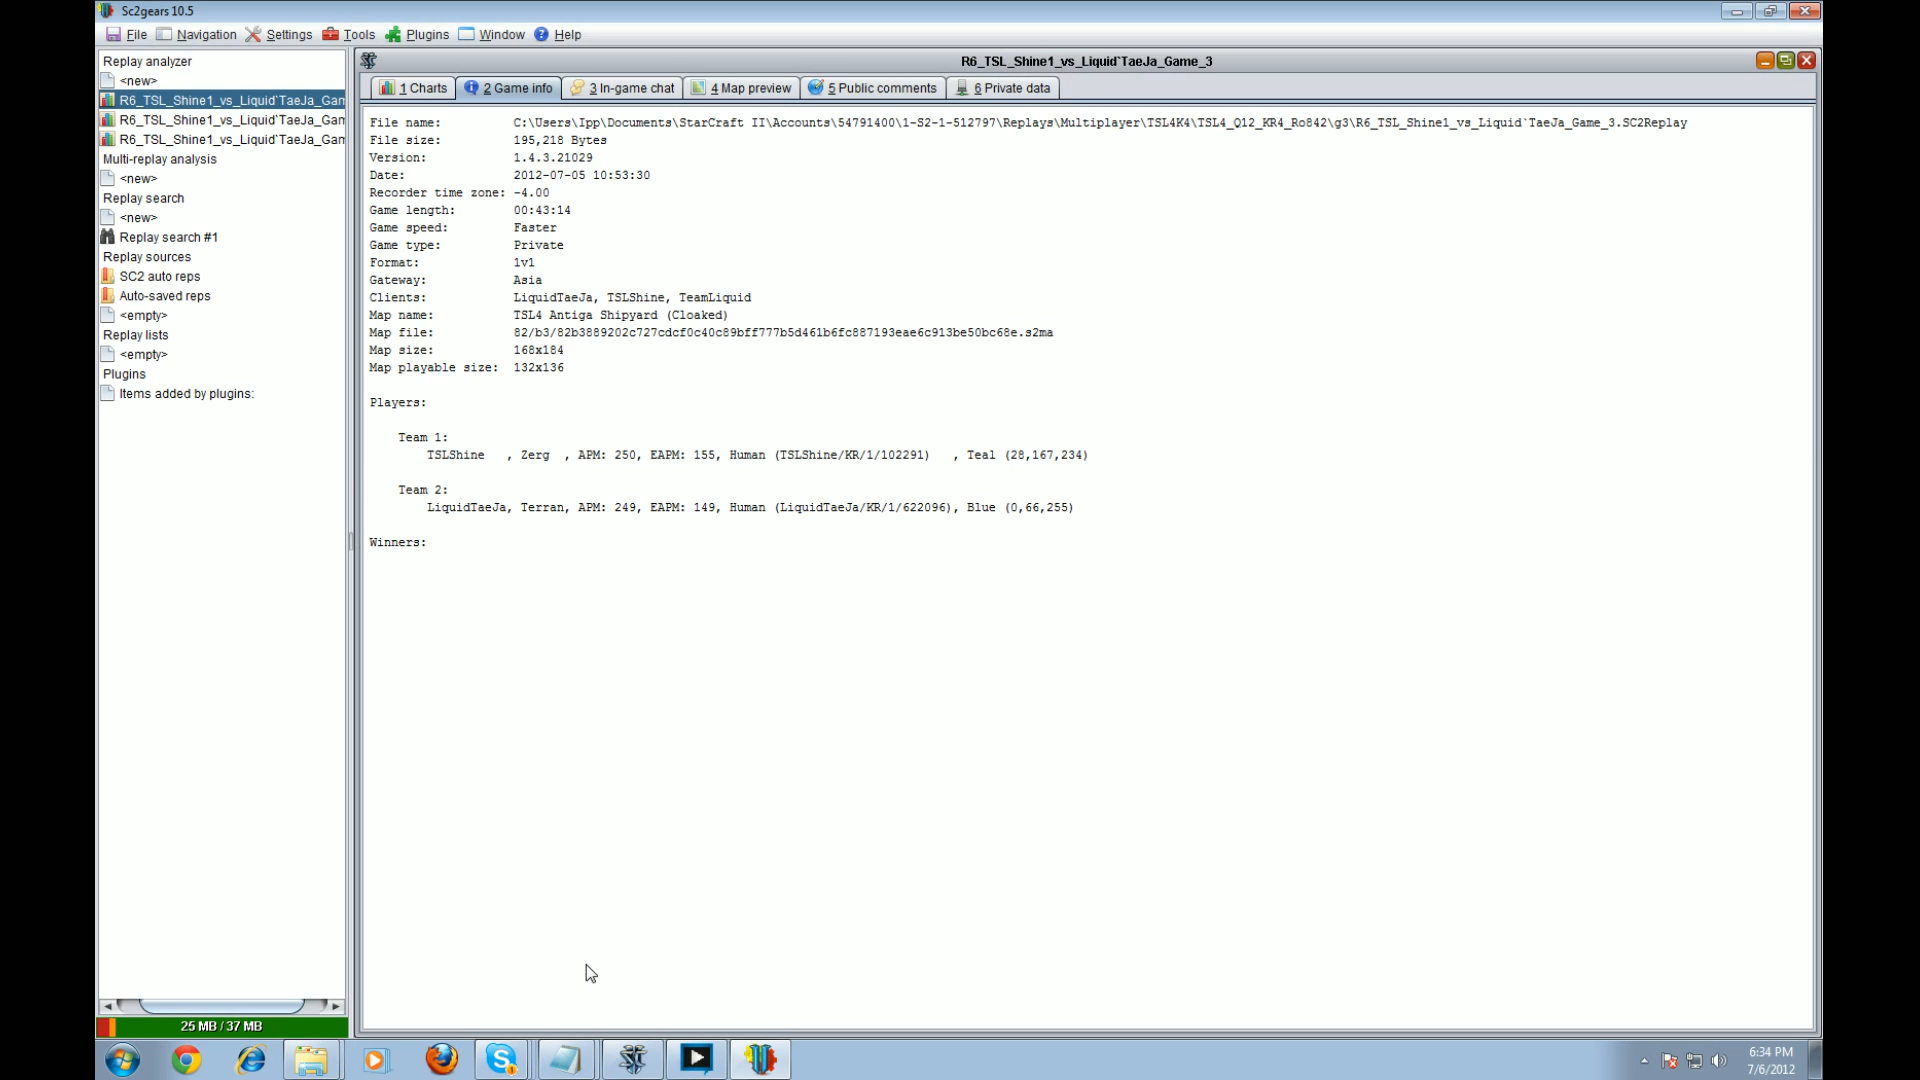 Sc2gears 10.5
File Navigation Settings Tools Plugins Window Help
Replay analyzer
<new>
R6_TSL_Shine1_vs_Liquid`TaeJa_Gam
R6_TSL_Shine1_vs_Liquid`TaeJa_Gam
R6_TSL_Shine1_vs_Liquid`TaeJa_Gam
Multi-replay analysis
<new>
Replay search
<new>
Replay search #1
Replay sources
SC2 auto reps
Auto-saved reps
<empty>
Replay lists
<empty>
Plugins
Items added by plugins:
25 MB / 37 MB
R6_TSL_Shine1_vs_Liquid`TaeJa_Game_3
1 Charts 2 Game info 3 In-game chat 4 Map preview 5 Public comments 6 Private data
File name: C:\Users\Ipp\Documents\StarCraft II\Accounts\54791400\1-S2-1-512797\Replays\Multiplayer\TSL4K4\TSL4_Q12_KR4_Ro842\g3\R6_TSL_Shine1_vs_Liquid`TaeJa_Game_3.SC2Replay
File size: 195,218 Bytes
Version: 1.4.3.21029
Date: 2012-07-05 10:53:30
Recorder time zone: -4.00
Game length: 00:43:14
Game speed: Faster
Game type: Private
Format: 1v1
Gateway: Asia
Clients: LiquidTaeJa, TSLShine, TeamLiquid
Map name: TSL4 Antiga Shipyard (Cloaked)
Map file: 82/b3/82b3889202c727cdcf0c40c89bff777b5d461b6fc887193eae6c913be50bc68e.s2ma
Map size: 168x184
Map playable size: 132x136
Players:
Team 1:
TSLShine , Zerg , APM: 250, EAPM: 155, Human (TSLShine/KR/1/102291) , Teal (28,167,234)
Team 2:
LiquidTaeJa, Terran, APM: 249, EAPM: 149, Human (LiquidTaeJa/KR/1/622096), Blue (0,66,255)
Winners:
6:34 PM
7/6/2012